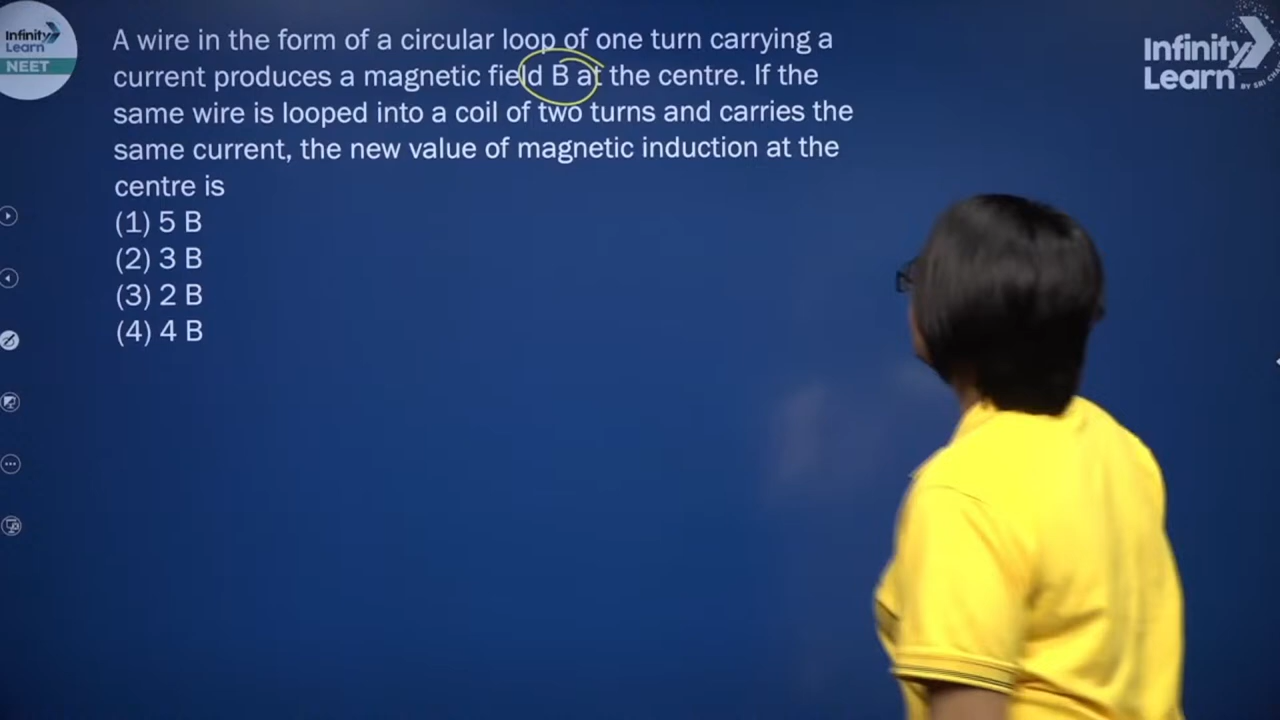 Infinity
Learn
NEET
A wire in the form of a circular loop of one turn carrying a
current produces a magnetic field B at the centre. If the
same wire is looped into a coil of two turns and carries the
same current, the new value of magnetic induction at the
centre is
(1) 5 B
(2) 3 B
(3) 2 B
(4) 4 B
Infinity
Learn
BY SRI CHAI